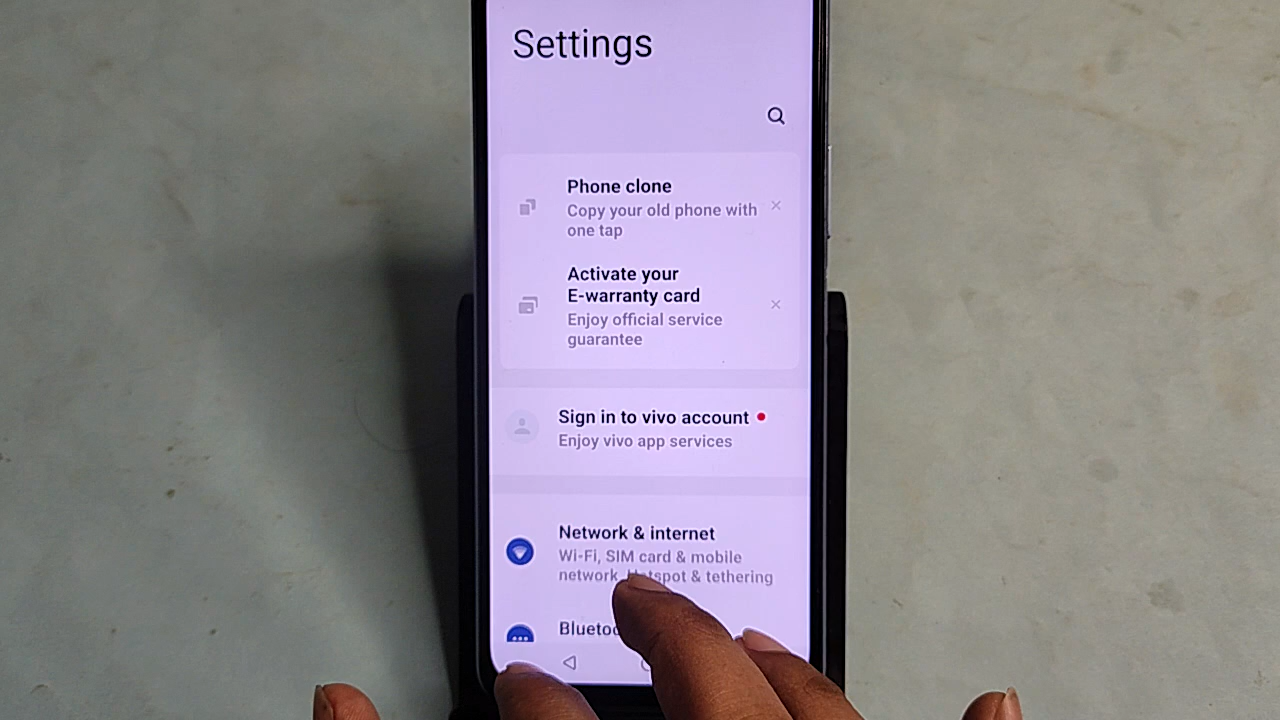 Settings
Phone clone
Copy your old phone with
one tap
Activate your
E-warranty card
Enjoy official service
guarantee
Sign in to vivo account
Enjoy vivo app services
Network & internet
Wi-Fi, SIM card & mobile
network, Hotspot & tethering